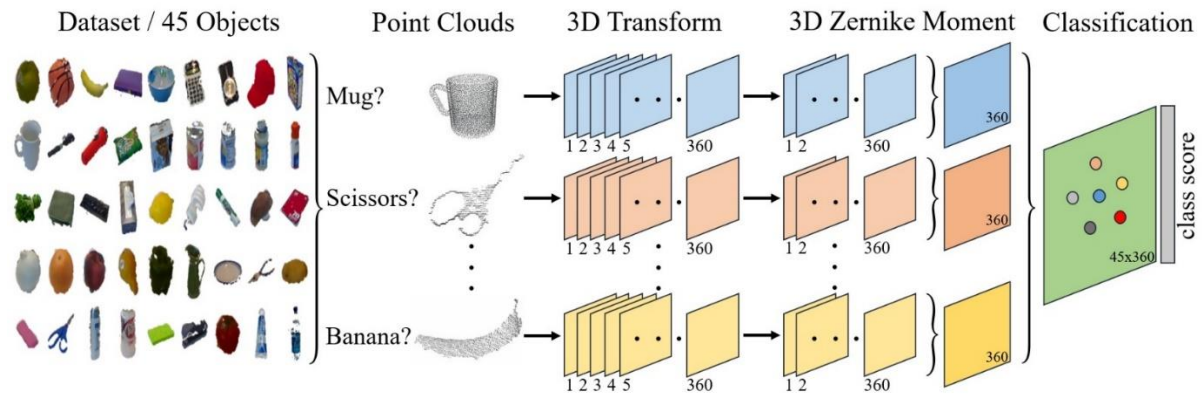 Dataset / 45 Objects
Point Clouds
3D Transform
3D Zernike Moment
Classification
Mug?
1 2 3 4 5 360
1 2 360
360
Scissors?
1 2 3 4 5 360
1 2 360
360
Banana?
1 2 3 4 5 360
1 2 360
360
45x360
class score